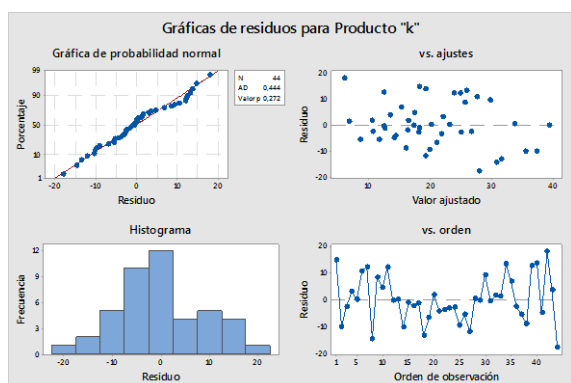 Gráficas de residuos para Producto "k"
Gráfica de probabilidad normal
vs. ajustes
99
90
50
10
1
Porcentaje
-20
-10
0
10
20
Residuo
N 44
AD 0,444
Valor p 0,272
20
10
0
-10
-20
Residuo
10
20
30
40
Valor ajustado
Histograma
vs. orden
12
9
6
3
0
Frecuencia
-20
-10
0
10
20
Residuo
20
10
0
-10
-20
Residuo
1
5
10
15
20
25
30
35
40
Orden de observación